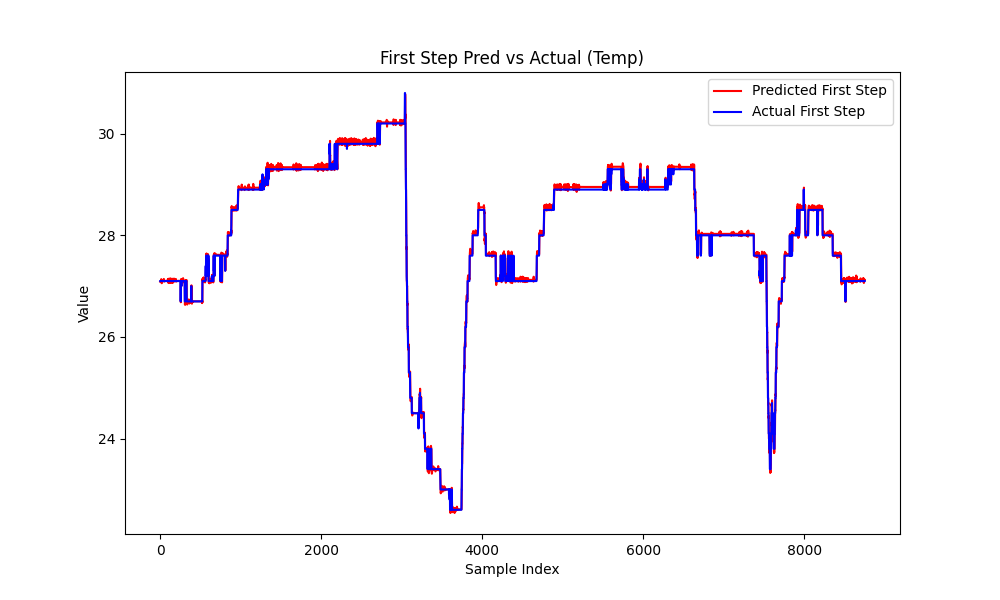 First Step Pred vs Actual (Temp)
Predicted First Step
Actual First Step
30
28
26
24
Value
0
2000
4000
6000
8000
Sample Index